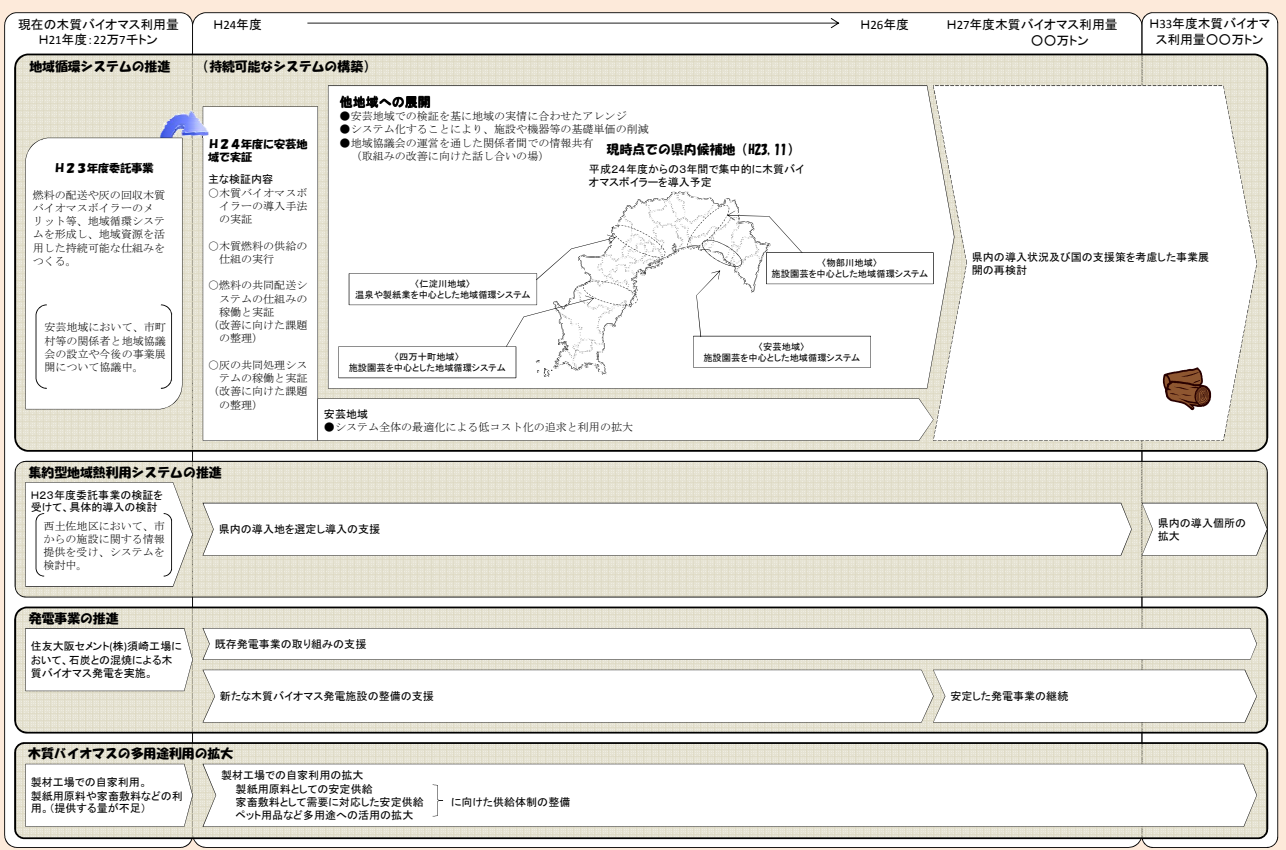 現在の木質バイオマス利用量
H21年度：22万7千トン
H24年度
H26年度
H27年度木質バイオマス利用量
〇〇万トン
H33年度木質バイオマ
ス利用量〇〇万トン
地域循環システムの推進
（持続可能なシステムの構築）
Ｈ２３年度委託事業
燃料の配送や灰の回収木質
バイオマスボイラーのメ
リット等、地域循環システ
ムを形成し、地域資源を活
用した持続可能な仕組みを
つくる。
安芸地域において、市町
村等の関係者と地域協議
会の設立や今後の事業展
開について協議中。
Ｈ２４年度に安芸地
域で実証
主な検証内容
○木質バイオマスボ
イラーの導入手法
の実証
○木質燃料の供給の
仕組の実行
○燃料の共同配送シ
ステムの仕組みの
稼働と実証
（改善に向けた課題
の整理）
○灰の共同処理シス
テムの稼働と実証
（改善に向けた課題
の整理）
他地域への展開
●安芸地域での検証を基に地域の実情に合わせたアレンジ
●システム化することにより、施設や機器等の基礎単価の削減
●地域協議会の運営を通した関係者間での情報共有
（取組みの改善に向けた話し合いの場）
現時点での県内候補地（H23.11）
平成24年度からの3年間で集中的に木質バイ
オマスボイラーを導入予定
〈仁淀川地域〉
温泉や製紙業を中心とした地域循環システム
〈物部川地域〉
施設園芸を中心とした地域循環システム
〈四万十町地域〉
施設園芸を中心とした地域循環システム
〈安芸地域〉
施設園芸を中心とした地域循環システム
県内の導入状況及び国の支援策を考慮した事業展
開の再検討
安芸地域
●システム全体の最適化による低コスト化の追求と利用の拡大
集約型地域熱利用システムの推進
H23年度委託事業の検証を
受けて、具体的導入の検討
西土佐地区において、市
からの施設に関する情報
提供を受け、システムを
検討中。
県内の導入地を選定し導入の支援
県内の導入個所の
拡大
発電事業の推進
住友大阪セメント(株)須崎工場に
おいて、石炭との混焼による木
質バイオマス発電を実施。
既存発電事業の取り組みの支援
新たな木質バイオマス発電施設の整備の支援
安定した発電事業の継続
木質バイオマスの多用途利用の拡大
製材工場での自家利用。
製紙用原料や家畜敷料などの利
用。（提供する量が不足）
製材工場での自家利用の拡大
製紙用原料としての安定供給
家畜敷料として需要に対応した安定供給
ペット用品など多用途への活用の拡大
に向けた供給体制の整備